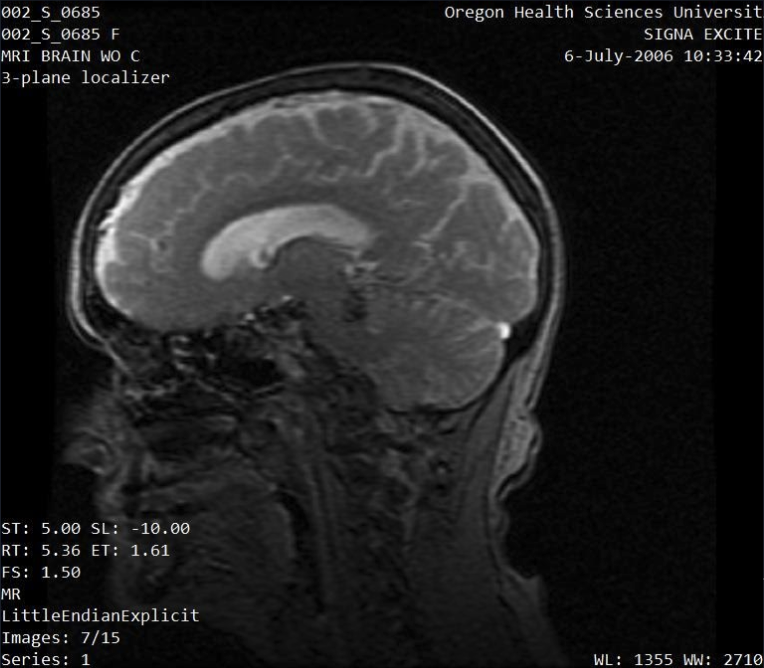 002_S_0685
002_S_0685 F
MRI BRAIN WO C
3-plane localizer
Oregon Health Sciences Universit
SIGNA EXCITE
6-July-2006 10:33:42
ST: 5.00 SL: -10.00
RT: 5.36 ET: 1.61
FS: 1.50
MR
LittleEndianExplicit
Images: 7/15
Series: 1
WL: 1355 WW: 2710